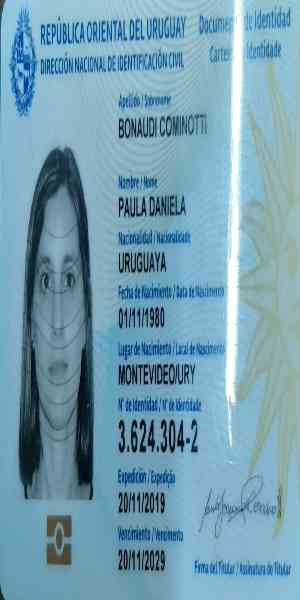 REPÚBLICA ORIENTAL DEL URUGUAY
DIRECCIÓN NACIONAL DE IDENTIFICACIÓN CIVIL
Documento de Identidad
Carteira de Identidade
Apellido / Sobrenome
BONAUDI COMINOTTI
Nombre / Nome
PAULA DANIELA
Nacionalidad / Nacionalidade
URUGUAYA
Fecha de Nacimiento / Data de Nascimento
01/11/1980
Lugar de Nacimiento / Local de Nascimento
MONTEVIDEO/URY
N° de Identidad / N° de Identidade
3.624.304-2
Expedición / Expedição
20/11/2019
Vencimiento / Vencimento
20/11/2029
Firma del Titular / Assinatura do Titular